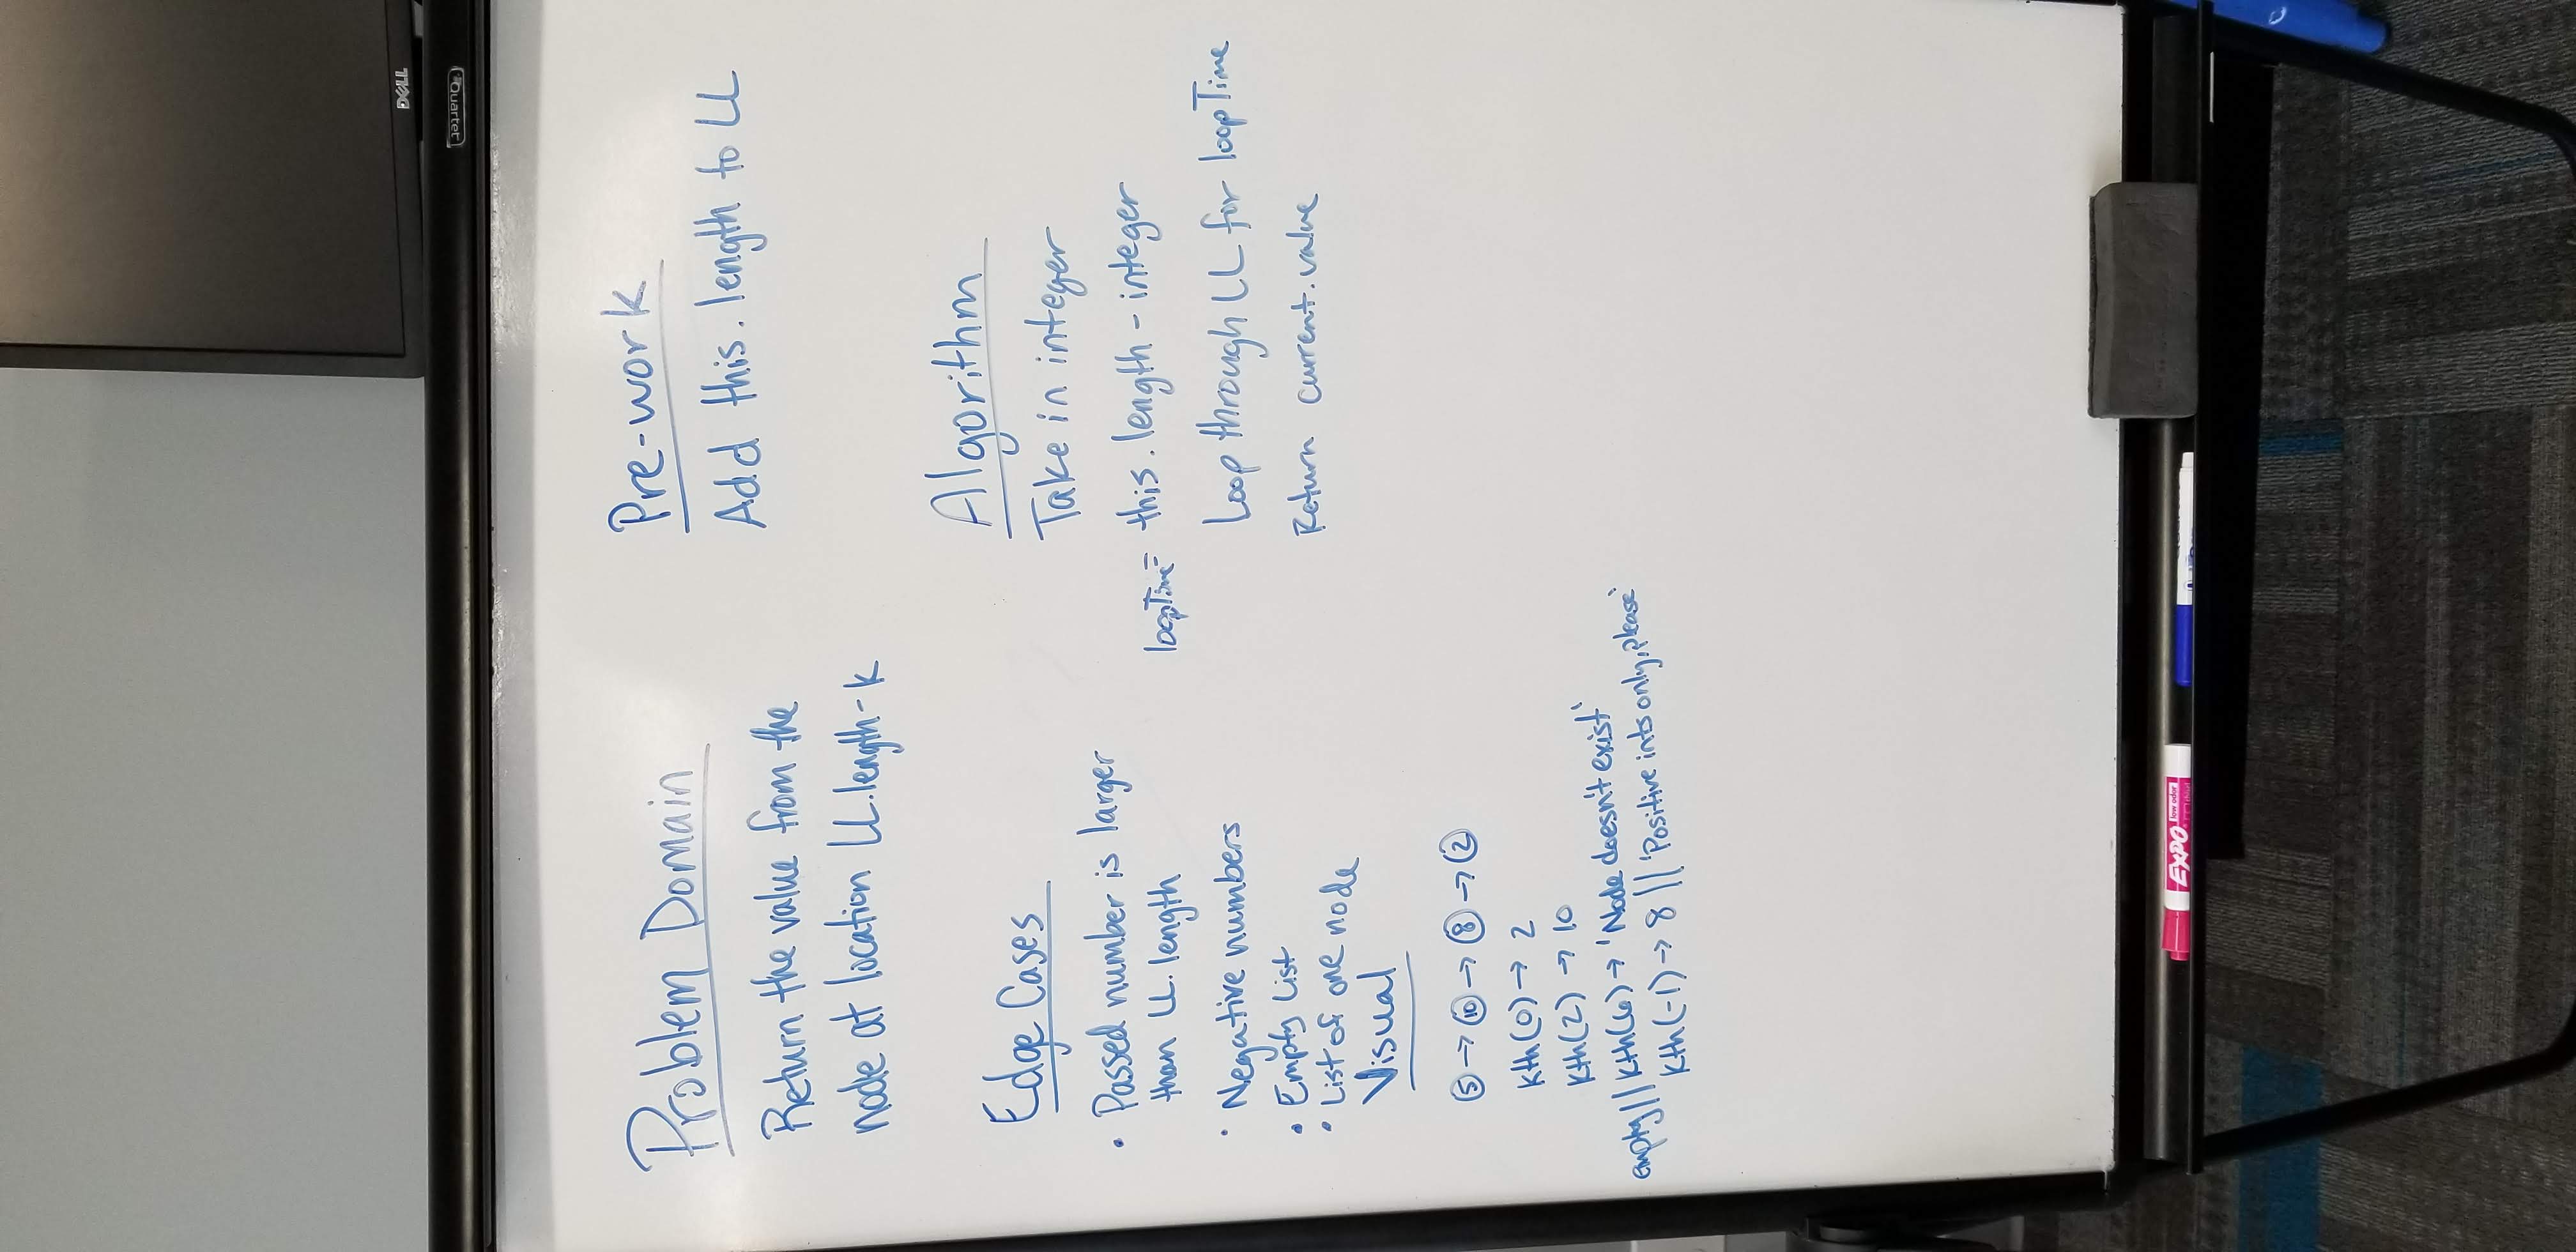 DELL
Quartet
Problem Domain
Return the value from the
node at location LL.length-k
Edge Cases
• Passed number is larger
than LL.length
• Negative numbers
• Empty List
• List of one node
Visual
5 → 10 → 8 → 2
kth(0) → 2
kth(2) → 10
empty || kth(6) → 'Node doesn't exist'
kth(-1) → 8 || 'Positive ints only, please'
Pre-work
Add this.length to LL
Algorithm
Take in integer
loopTime = this.length - integer
Loop through LL for loopTime
Return current.value
EXPO low odor